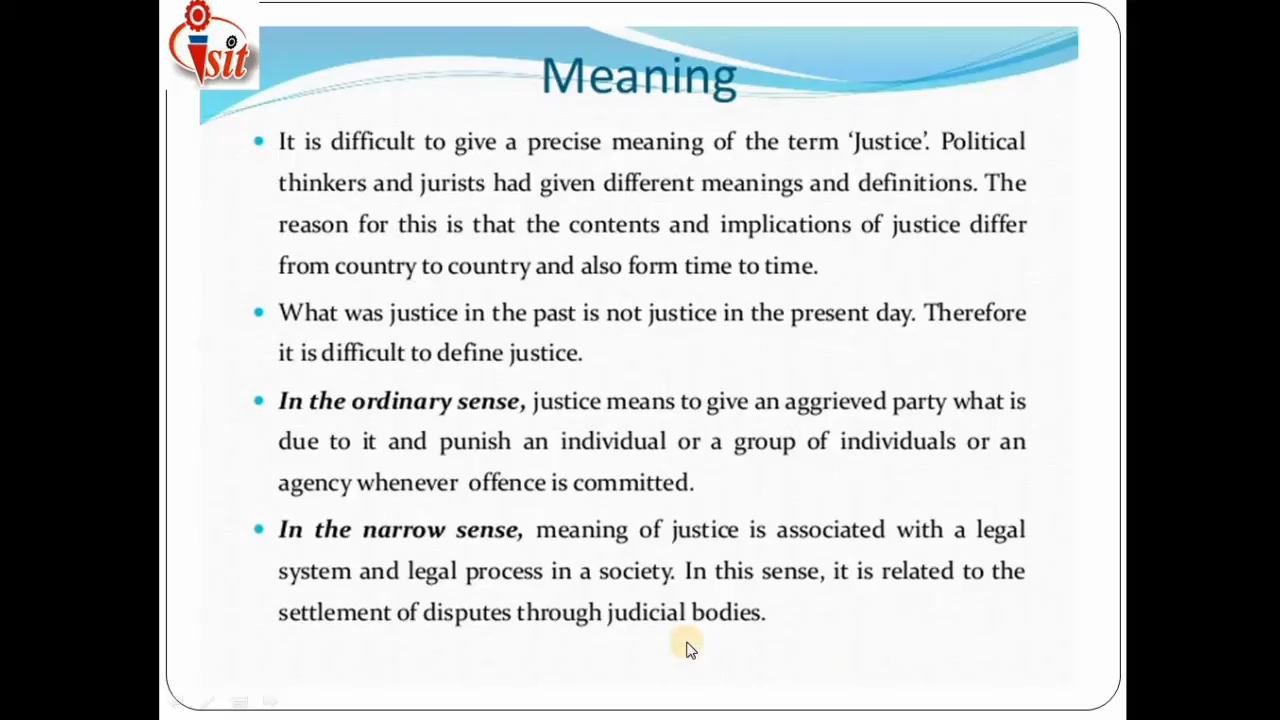 isit
Meaning
• It is difficult to give a precise meaning of the term ‘Justice’. Political
thinkers and jurists had given different meanings and definitions. The
reason for this is that the contents and implications of justice differ
from country to country and also form time to time.
• What was justice in the past is not justice in the present day. Therefore
it is difficult to define justice.
• In the ordinary sense, justice means to give an aggrieved party what is
due to it and punish an individual or a group of individuals or an
agency whenever offence is committed.
• In the narrow sense, meaning of justice is associated with a legal
system and legal process in a society. In this sense, it is related to the
settlement of disputes through judicial bodies.